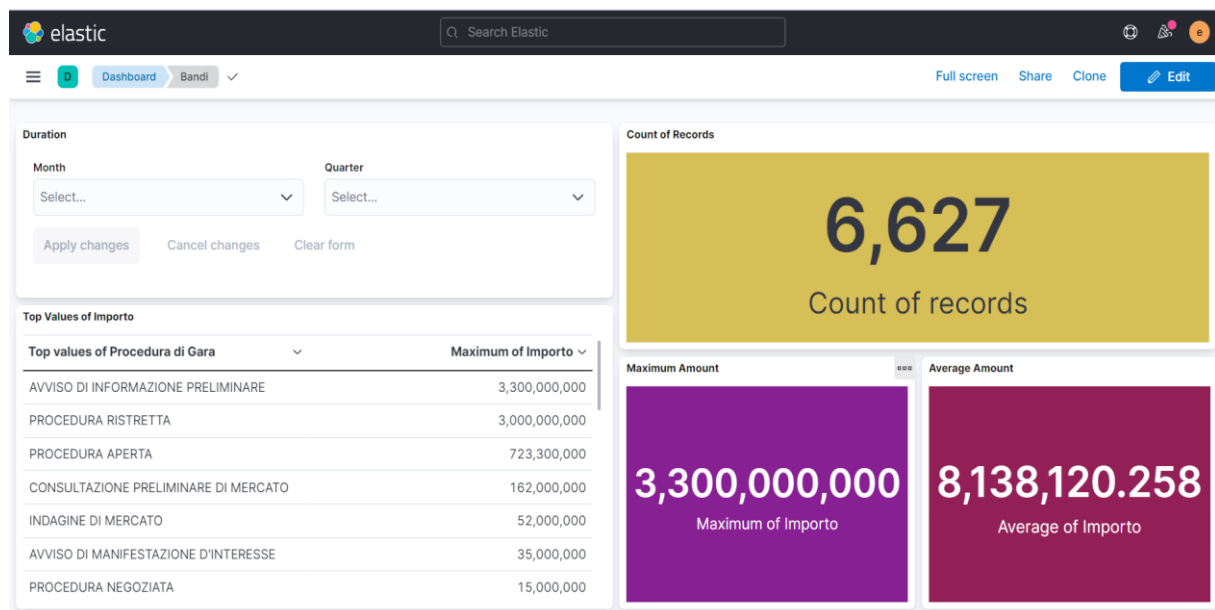 elastic
Search Elastic
e
D Dashboard Bandi
Full screen Share Clone Edit
Duration
Month Quarter
Select... Select...
Apply changes Cancel changes Clear form
Count of Records
6,627
Count of records
Top Values of Importo
Top values of Procedura di Gara Maximum of Importo
AVVISO DI INFORMAZIONE PRELIMINARE 3,300,000,000
PROCEDURA RISTRETTA 3,000,000,000
PROCEDURA APERTA 723,300,000
CONSULTAZIONE PRELIMINARE DI MERCATO 162,000,000
INDAGINE DI MERCATO 52,000,000
AVVISO DI MANIFESTAZIONE D'INTERESSE 35,000,000
PROCEDURA NEGOZIATA 15,000,000
Maximum Amount
3,300,000,000
Maximum of Importo
Average Amount
8,138,120.258
Average of Importo